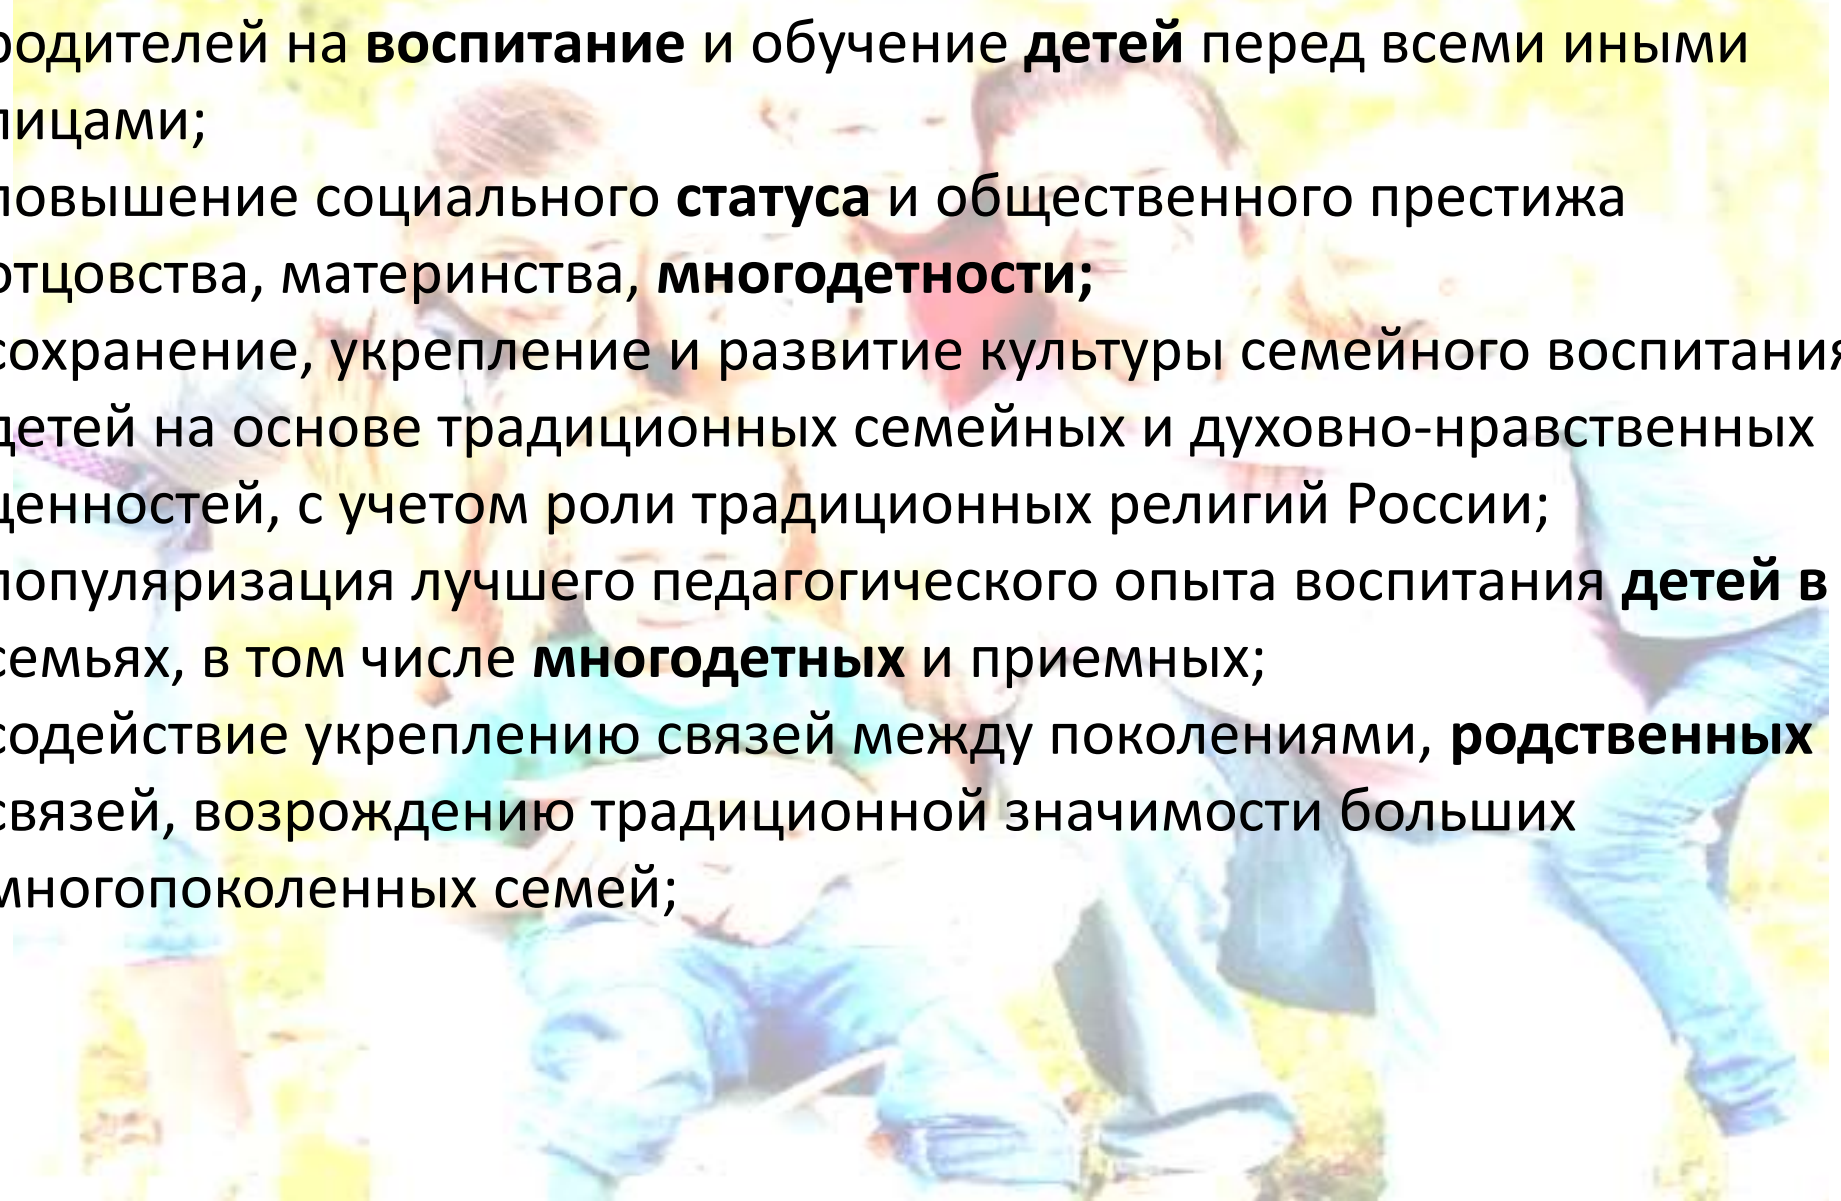 родителей на воспитание и обучение детей перед всеми иными
лицами;
повышение социального статуса и общественного престижа
отцовства, материнства, многодетности;
сохранение, укрепление и развитие культуры семейного воспитания
детей на основе традиционных семейных и духовно-нравственных
ценностей, с учетом роли традиционных религий России;
популяризация лучшего педагогического опыта воспитания детей в
семьях, в том числе многодетных и приемных;
содействие укреплению связей между поколениями, родственных
связей, возрождению традиционной значимости больших
многопоколенных семей;